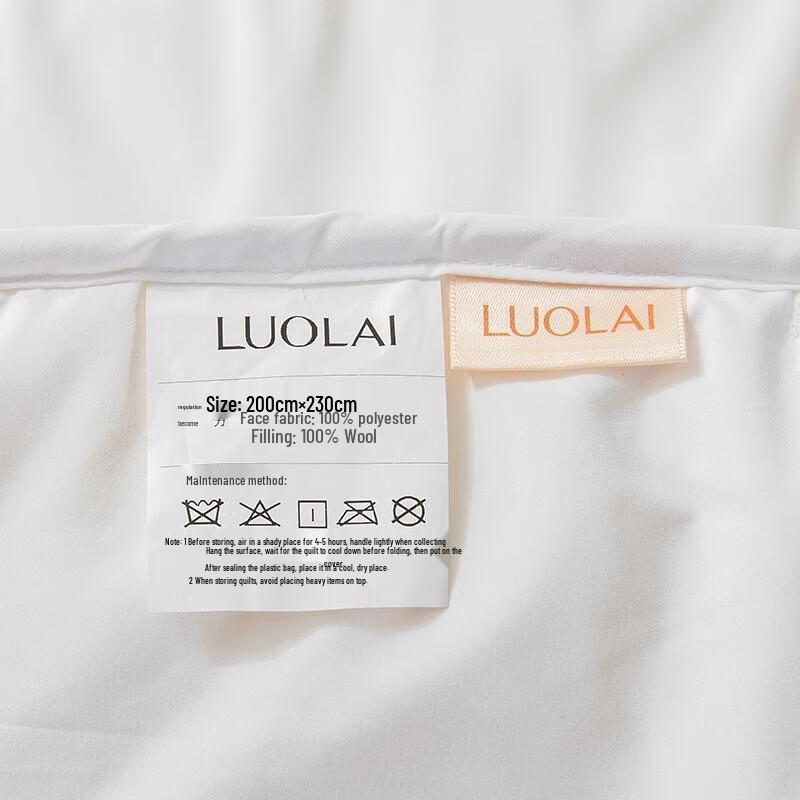 LUOLAI
LUOLAI
regulation Size: 200cm×230cm
become Face fabric: 100% polyester
Filling: 100% Wool
Maintenance method:
Note: 1 Before storing, air in a shady place for 4-5 hours, handle lightly when collecting
Hang the surface, wait for the quilt to cool down before folding, then put on the
cover
After sealing the plastic bag, place it in a cool, dry place.
2 When storing quilts, avoid placing heavy items on top.